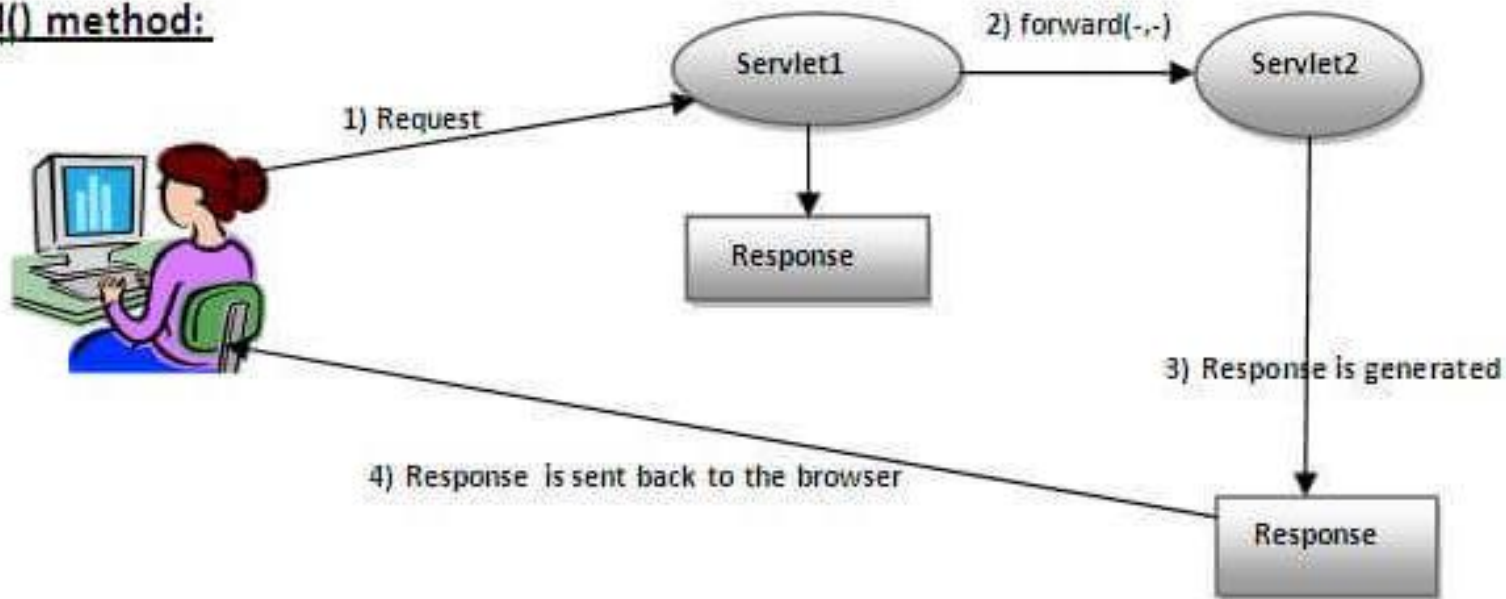 d() method:
2) forward(-,-)
Servlet1
Servlet2
1) Request
Response
3) Response is generated
4) Response is sent back to the browser
Response